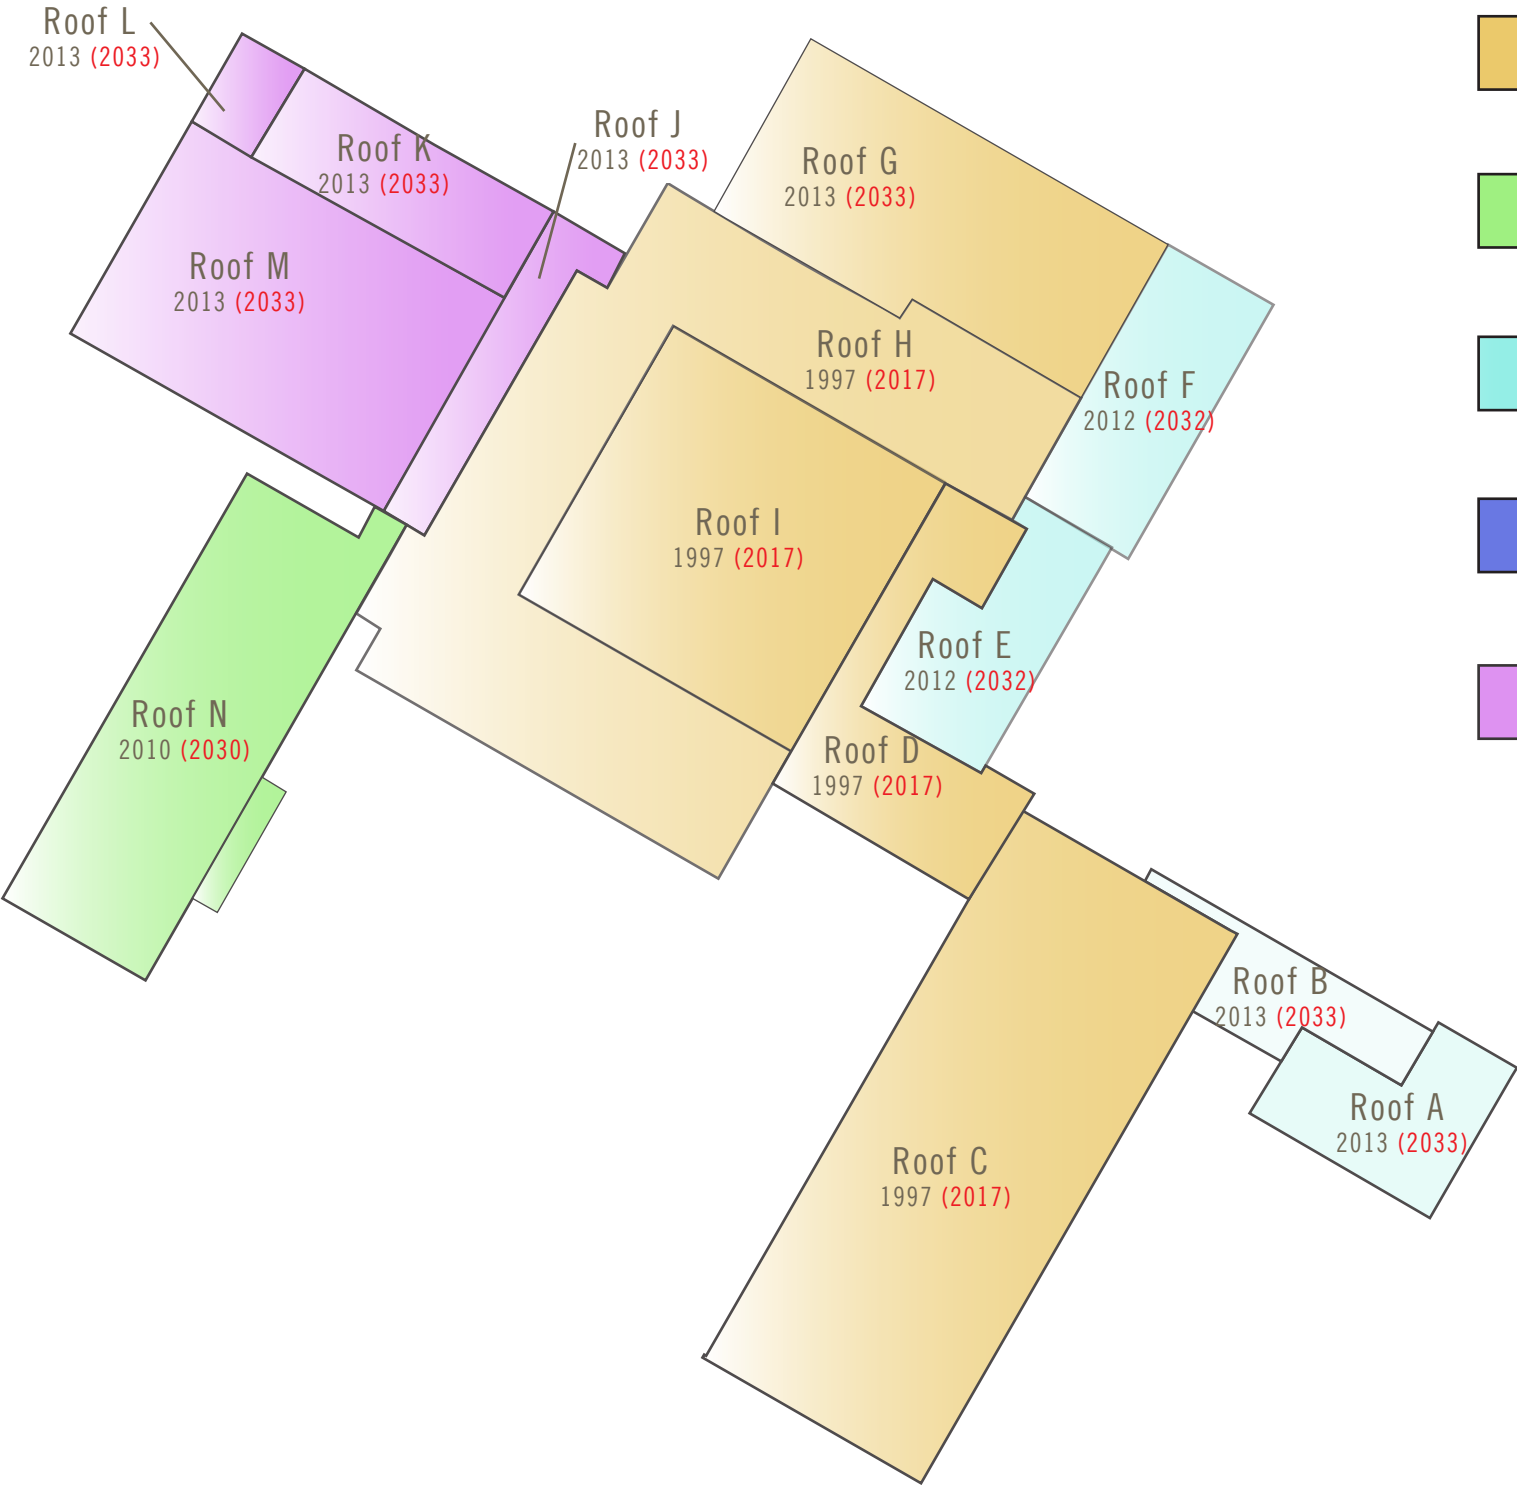 Roof L
2013 (2033)
Roof K
2013 (2033)
Roof J
2013 (2033)
Roof G
2013 (2033)
Roof M
2013 (2033)
Roof H
1997 (2017)
Roof F
2012 (2032)
Roof I
1997 (2017)
Roof E
2012 (2032)
Roof N
2010 (2030)
Roof D
1997 (2017)
Roof B
2013 (2033)
Roof A
2013 (2033)
Roof C
1997 (2017)